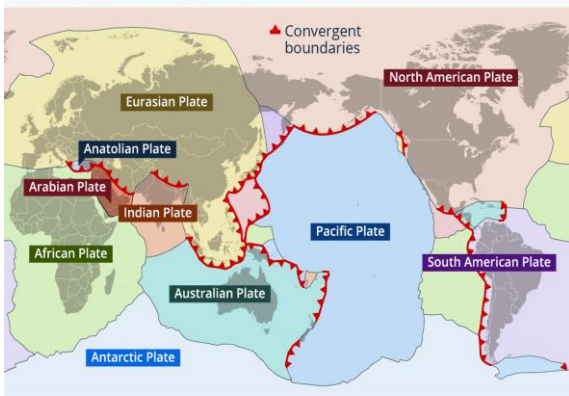 Convergent
boundaries
North American Plate
Eurasian Plate
Anatolian Plate
Arabian Plate
Indian Plate
Pacific Plate
African Plate
South American Plate
Australian Plate
Antarctic Plate